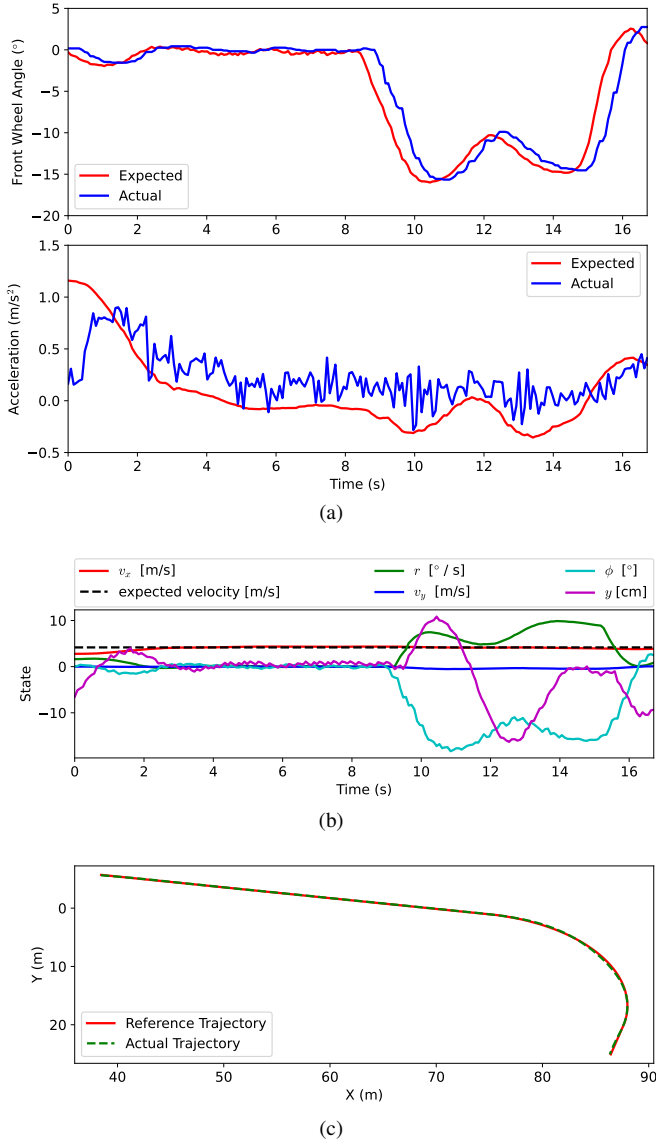 5
0
−5
−10
−15
−20
Front Wheel Angle (°)
Expected
Actual
0 2 4 6 8 10 12 14 16
1.5
1.0
0.5
0.0
−0.5
Acceleration (m/s²)
Expected
Actual
0 2 4 6 8 10 12 14 16
Time (s)
(a)
v_x [m/s] r [° / s] ϕ [°]
expected velocity [m/s] v_y [m/s] y [cm]
10
0
−10
State
0 2 4 6 8 10 12 14 16
Time (s)
(b)
0
10
20
Y (m)
Reference Trajectory
Actual Trajectory
40 50 60 70 80 90
X (m)
(c)